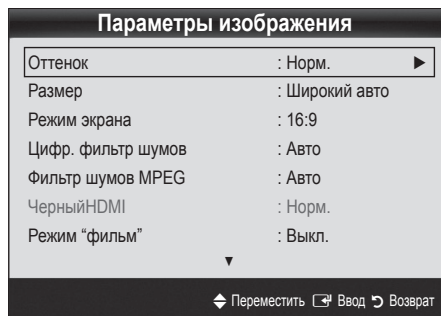 Параметры изображения
Оттенок : Норм. ▶
Размер : Широкий авто
Режим экрана : 16:9
Цифр. фильтр шумов : Авто
Фильтр шумов MPEG : Авто
ЧерныйHDMI : Норм.
Режим “фильм” : Выкл.
▼
Переместить Ввод Возврат